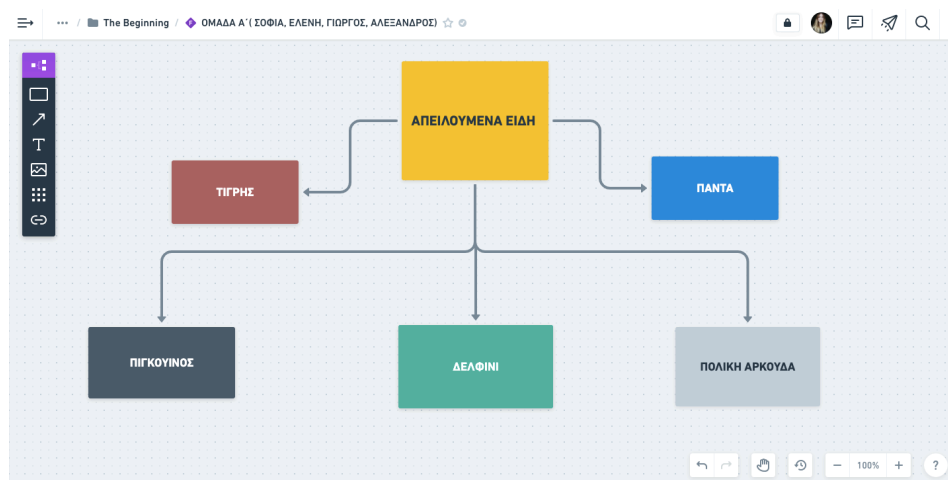 ... / The Beginning / ΟΜΑΔΑ Α΄( ΣΟΦΙΑ, ΕΛΕΝΗ, ΓΙΩΡΓΟΣ, ΑΛΕΞΑΝΔΡΟΣ)
T
ΑΠΕΙΛΟΥΜΕΝΑ ΕΙΔΗ
ΤΙΓΡΗΣ
ΠΑΝΤΑ
ΠΙΓΚΟΥΙΝΟΣ
ΔΕΛΦΙΝΙ
ΠΟΛΙΚΗ ΑΡΚΟΥΔΑ
− 100% + ?